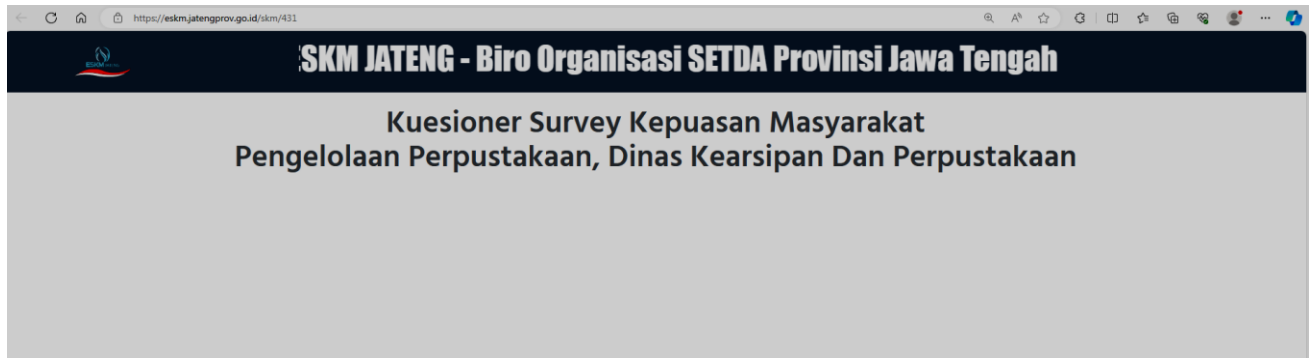 https://eskm.jatengprov.go.id/skm/431
SKM JATENG - Biro Organisasi SETDA Provinsi Jawa Tengah
Kuesioner Survey Kepuasan Masyarakat
Pengelolaan Perpustakaan, Dinas Kearsipan Dan Perpustakaan